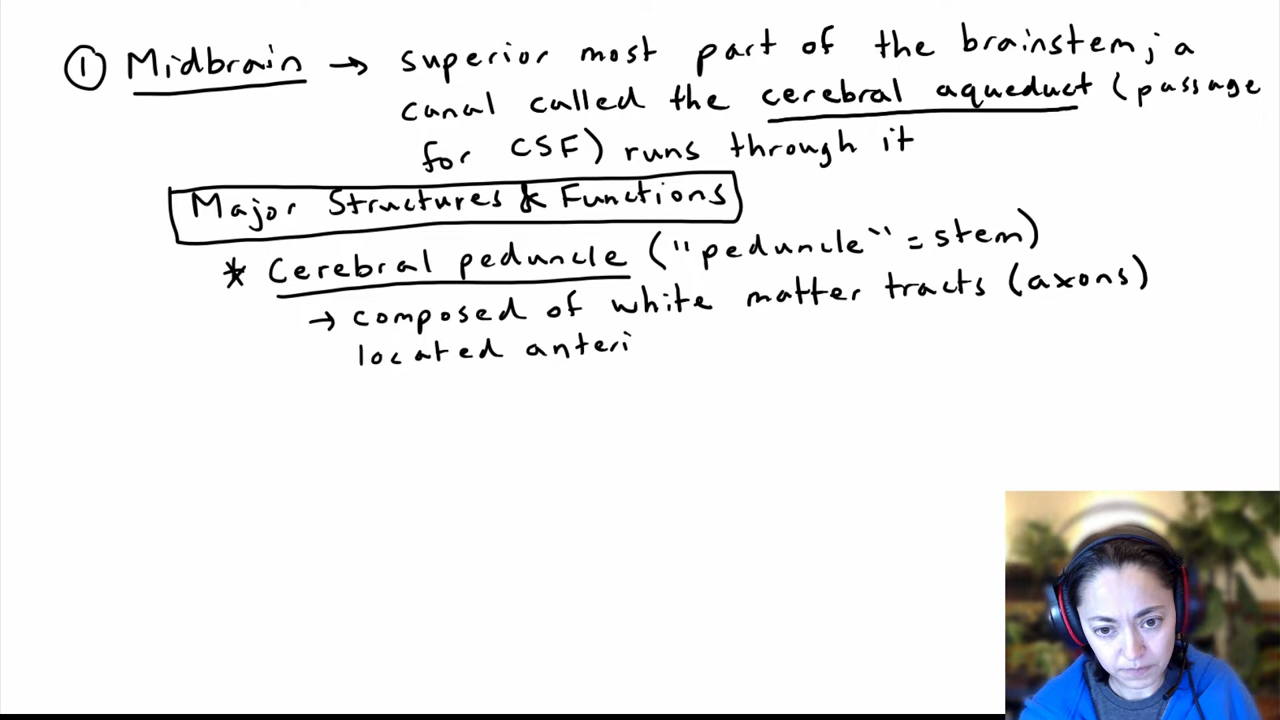 ① Midbrain → superior most part of the brainstem; a
canal called the cerebral aqueduct (passage
for CSF) runs through it
Major Structures & Functions
* Cerebral peduncle ("peduncle" = stem)
→ composed of white matter tracts (axons)
located anteri